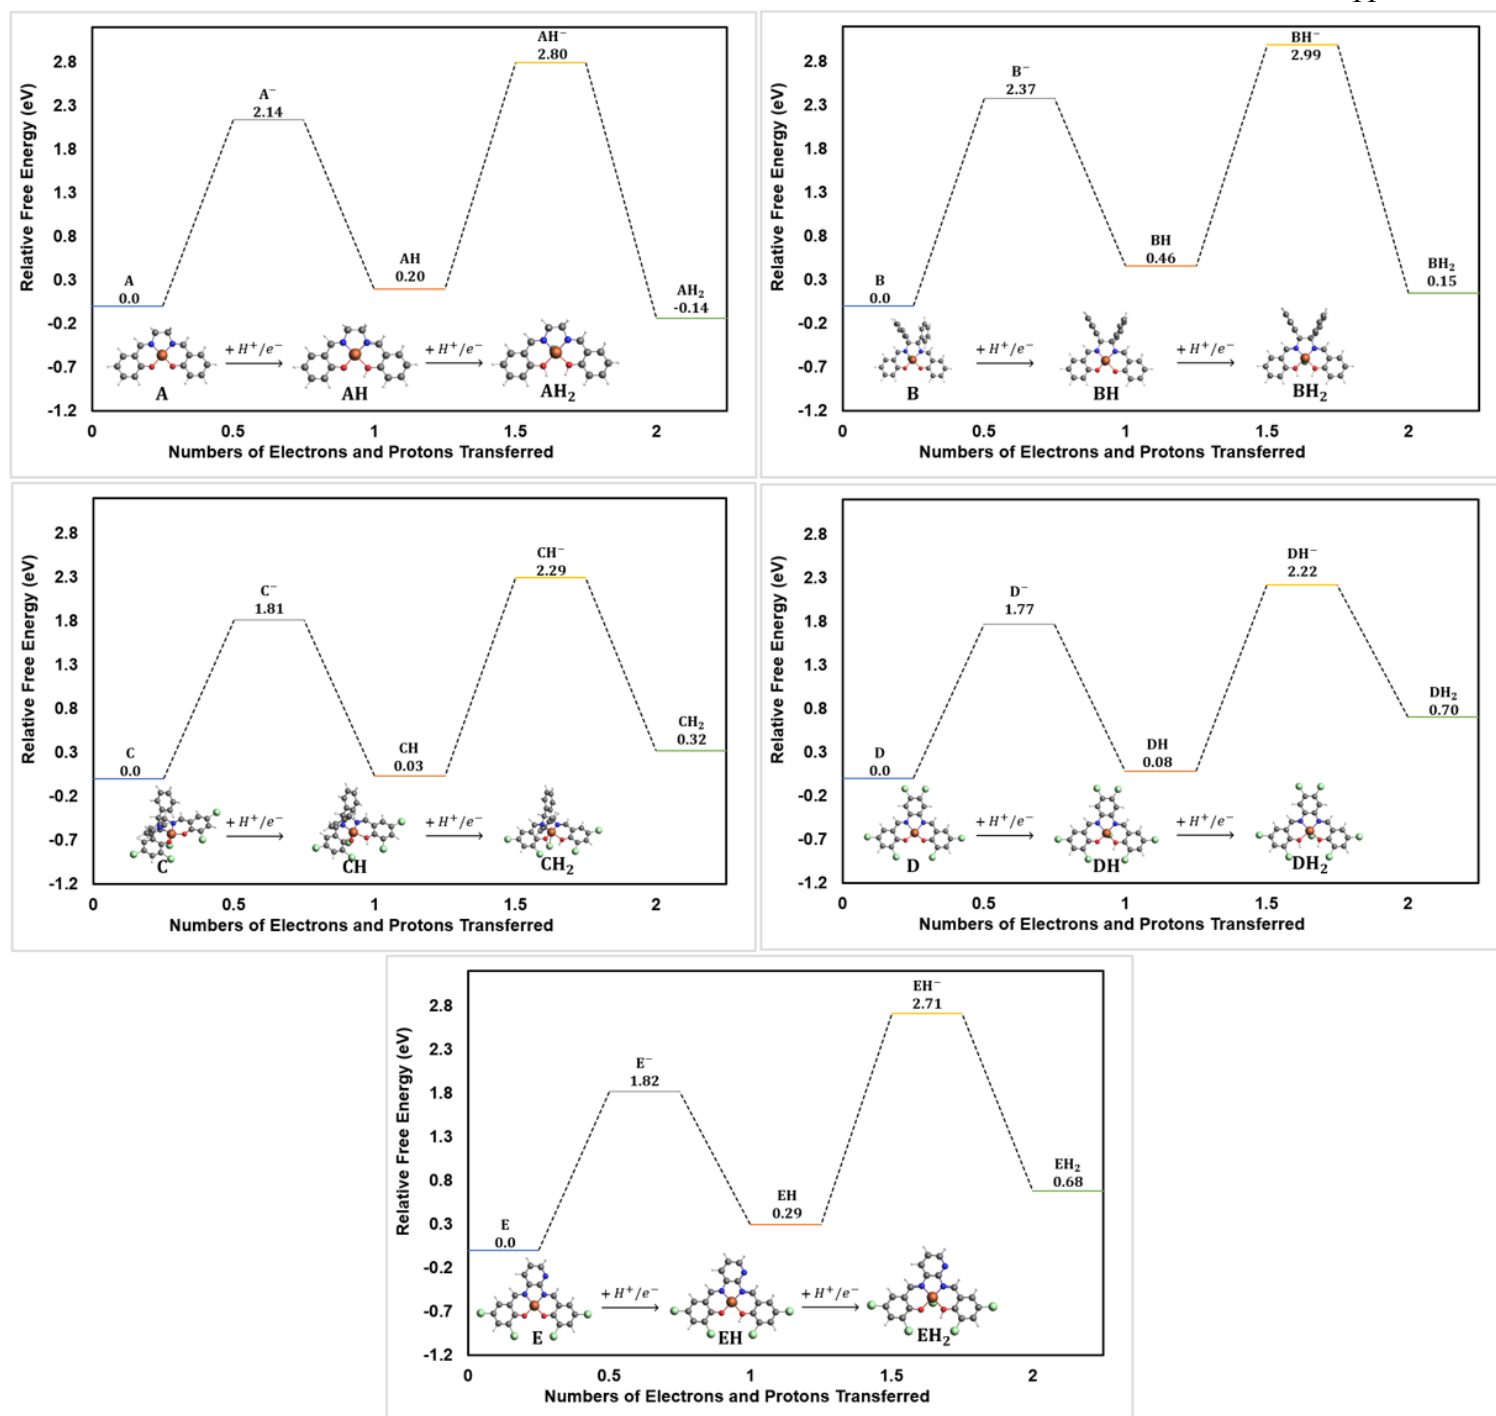 Relative Free Energy (eV)
2.8
2.3
1.8
1.3
0.8
0.3
-0.2
-0.7
-1.2
A
0.0
A⁻
2.14
AH
0.20
AH⁻
2.80
AH₂
-0.14
+ H⁺/e⁻
+ H⁺/e⁻
A
AH
AH₂
0 0.5 1 1.5 2
Numbers of Electrons and Protons Transferred
Relative Free Energy (eV)
2.8
2.3
1.8
1.3
0.8
0.3
-0.2
-0.7
-1.2
B
0.0
B⁻
2.37
BH
0.46
BH⁻
2.99
BH₂
0.15
+ H⁺/e⁻
+ H⁺/e⁻
B
BH
BH₂
0 0.5 1 1.5 2
Numbers of Electrons and Protons Transferred
Relative Free Energy (eV)
2.8
2.3
1.8
1.3
0.8
0.3
-0.2
-0.7
-1.2
C
0.0
C⁻
1.81
CH
0.03
CH⁻
2.29
CH₂
0.32
+ H⁺/e⁻
+ H⁺/e⁻
C
CH
CH₂
0 0.5 1 1.5 2
Numbers of Electrons and Protons Transferred
Relative Free Energy (eV)
2.8
2.3
1.8
1.3
0.8
0.3
-0.2
-0.7
-1.2
D
0.0
D⁻
1.77
DH
0.08
DH⁻
2.22
DH₂
0.70
+ H⁺/e⁻
+ H⁺/e⁻
D
DH
DH₂
0 0.5 1 1.5 2
Numbers of Electrons and Protons Transferred
Relative Free Energy (eV)
2.8
2.3
1.8
1.3
0.8
0.3
-0.2
-0.7
-1.2
E
0.0
E⁻
1.82
EH
0.29
EH⁻
2.71
EH₂
0.68
+ H⁺/e⁻
+ H⁺/e⁻
E
EH
EH₂
0 0.5 1 1.5 2
Numbers of Electrons and Protons Transferred